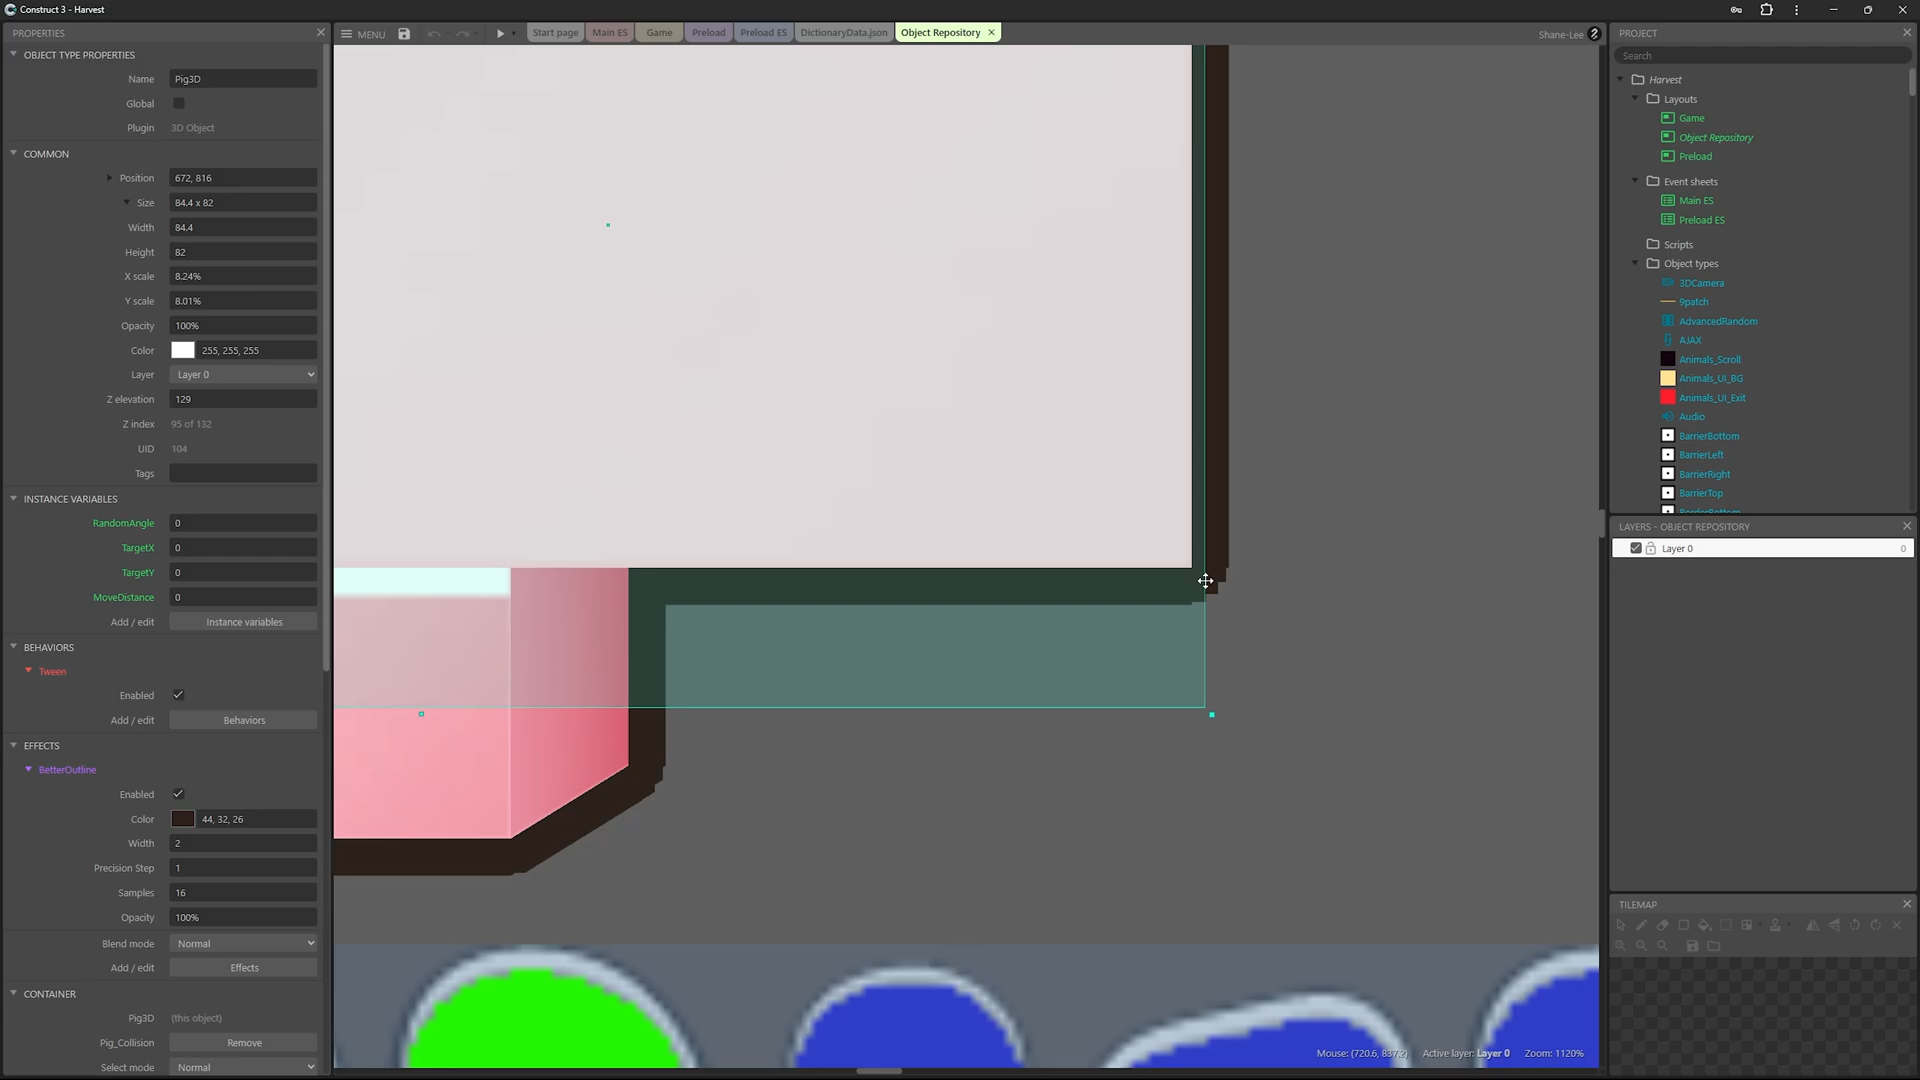 Construct 3 - Harvest
PROPERTIES
OBJECT TYPE PROPERTIES
Name Pig3D
Global
Plugin 3D Object
COMMON
Position 672, 816
Size 84.4 x 82
Width 84.4
Height 82
X scale 8.24%
Y scale 8.01%
Opacity 100%
Color 255, 255, 255
Layer Layer 0
Z elevation 129
Z index 95 of 132
UID 104
Tags
INSTANCE VARIABLES
RandomAngle 0
TargetX 0
TargetY 0
MoveDistance 0
Add / edit Instance variables
BEHAVIORS
Tween
Enabled
Add / edit Behaviors
EFFECTS
BetterOutline
Enabled
Color 44, 32, 26
Width 2
Precision Step 1
Samples 16
Opacity 100%
Blend mode Normal
Add / edit Effects
CONTAINER
Pig3D (this object)
Pig_Collision Remove
Select mode Normal
MENU
Start page Main ES Game Preload Preload ES DictionaryData.json Object Repository
Shane-Lee
Mouse: (720.6, 837.2) Active layer: Layer 0 Zoom: 1120%
PROJECT
Search
Harvest
Layouts
Game
Object Repository
Preload
Event sheets
Main ES
Preload ES
Scripts
Object types
3DCamera
9patch
AdvancedRandom
AJAX
Animals_Scroll
Animals_UI_BG
Animals_UI_Exit
Audio
BarrierBottom
BarrierLeft
BarrierRight
BarrierTop
BorderBottom
LAYERS - OBJECT REPOSITORY
Layer 0 0
TILEMAP